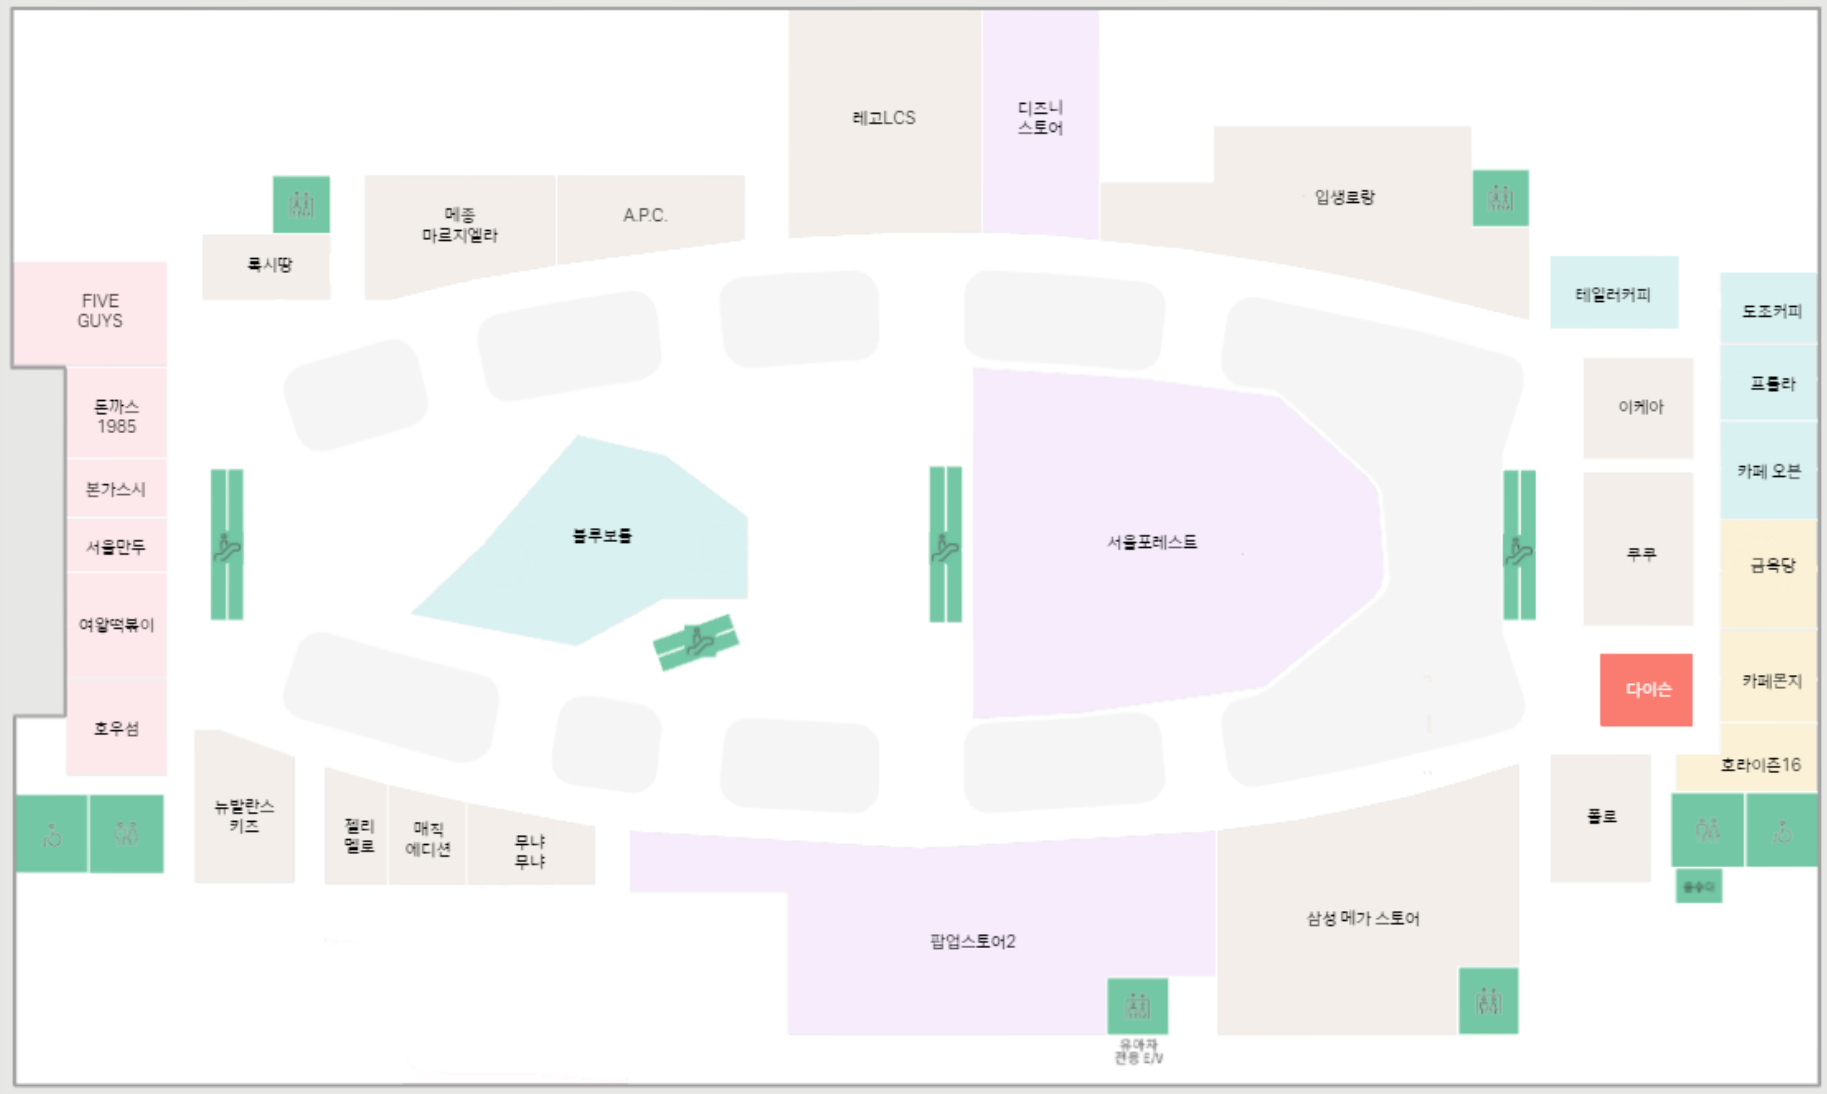 레고LCS
디즈니
스토어
입생로랑
메종
마르지엘라
A.P.C.
록시땅
FIVE
GUYS
테일러커피
도조커피
돈까스
1985
이케아
프룰라
본가스시
카페 오븐
서울만두
블루보틀
서울포레스트
쿠쿠
금옥당
여왕떡볶이
다이슨
카페몬지
호우섬
호라이즌16
뉴발란스
키즈
젤리
멜로
매직
에디션
무냐
무냐
폴로
음수대
팝업스토어2
삼성 메가 스토어
유아차
전용 E/V